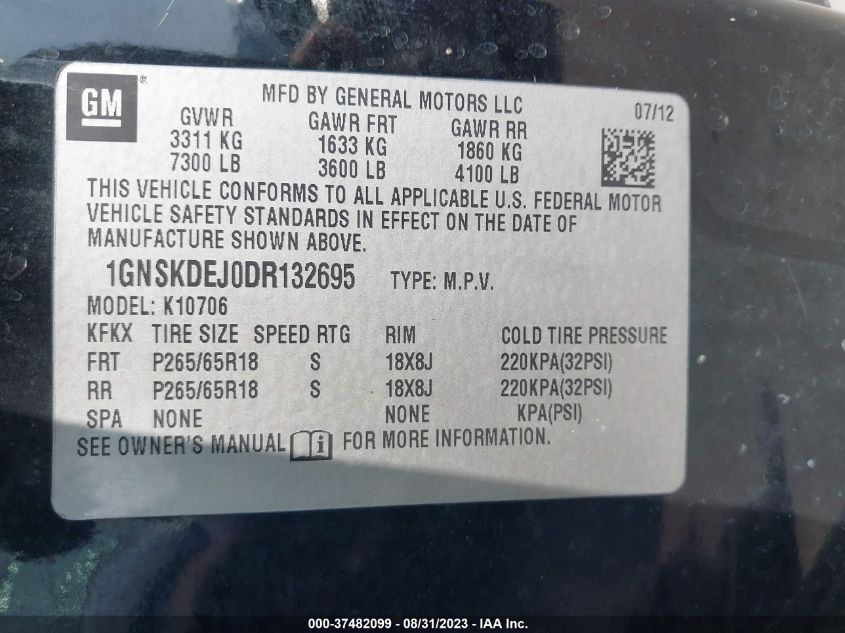 GM ®
MFD BY GENERAL MOTORS LLC 07/12
GVWR GAWR FRT GAWR RR
3311 KG 1633 KG 1860 KG
7300 LB 3600 LB 4100 LB
THIS VEHICLE CONFORMS TO ALL APPLICABLE U.S. FEDERAL MOTOR
VEHICLE SAFETY STANDARDS IN EFFECT ON THE DATE OF
MANUFACTURE SHOWN ABOVE.
1GNSKDEJ0DR132695 TYPE: M.P.V.
MODEL: K10706
KFKX TIRE SIZE SPEED RTG RIM COLD TIRE PRESSURE
FRT P265/65R18 S 18X8J 220KPA(32PSI)
RR P265/65R18 S 18X8J 220KPA(32PSI)
SPA NONE NONE KPA(PSI)
SEE OWNER'S MANUAL i FOR MORE INFORMATION.
000-37482099 - 08/31/2023 - IAA Inc.